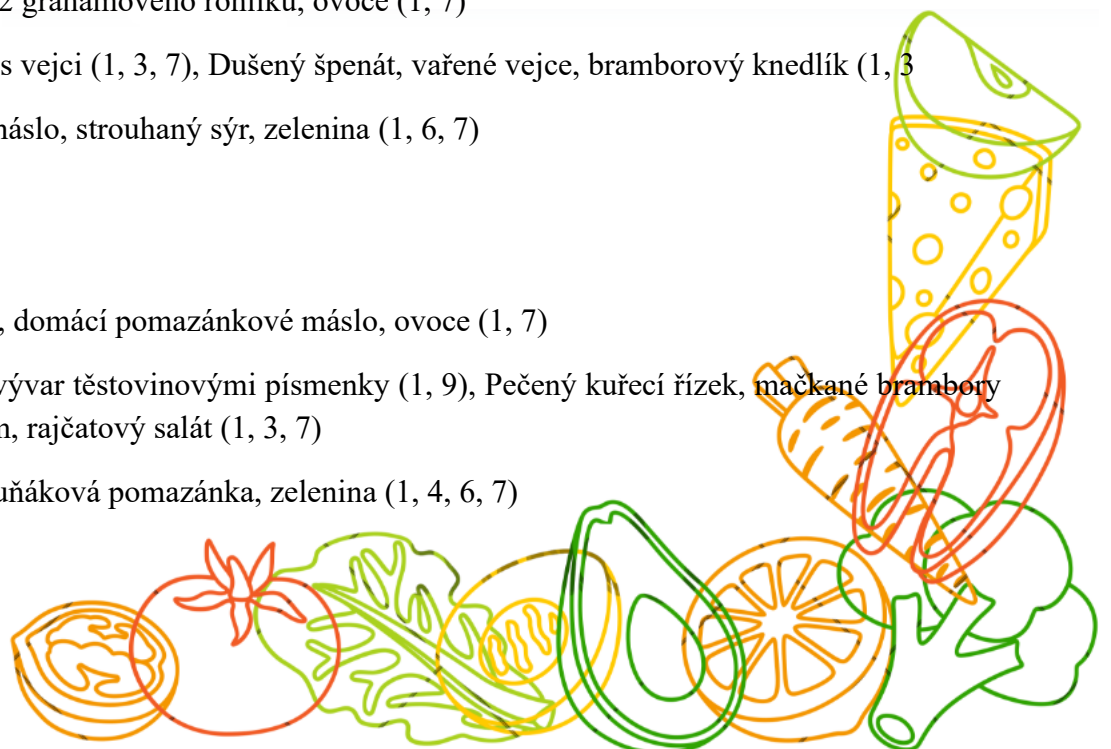 z grahamového rohlíku, ovoce (1, 7)
s vejci (1, 3, 7), Dušený špenát, vařené vejce, bramborový knedlík (1, 3
máslo, strouhaný sýr, zelenina (1, 6, 7)
, domácí pomazánkové máslo, ovoce (1, 7)
vývar těstovinovými písmenky (1, 9), Pečený kuřecí řízek, mačkané brambory
, rajčatový salát (1, 3, 7)
uňáková pomazánka, zelenina (1, 4, 6, 7)